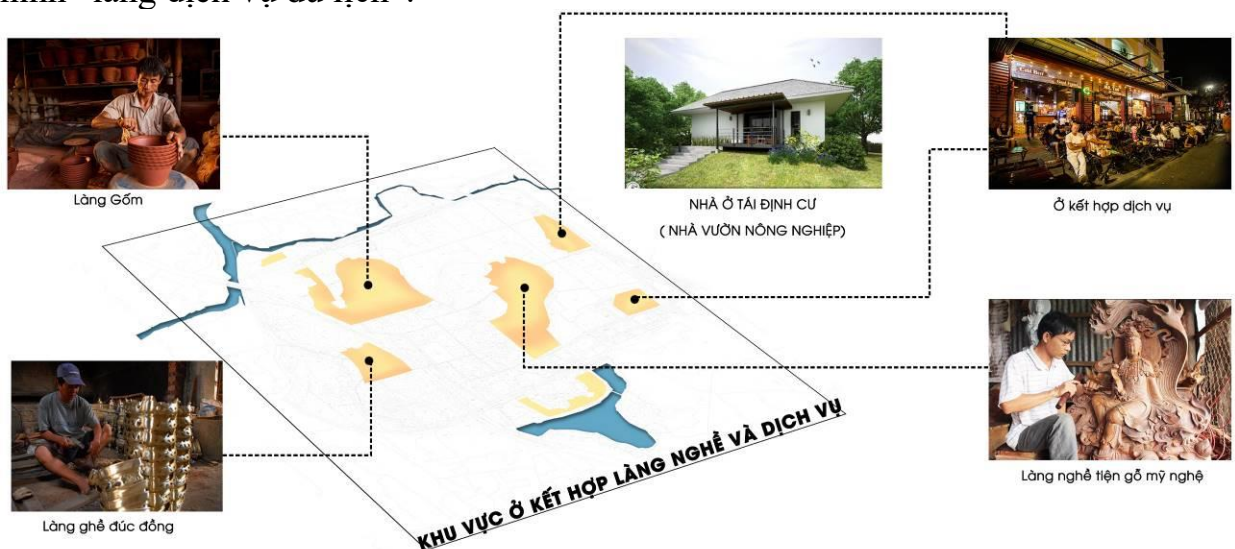 Làng Gốm
NHÀ Ở TÁI ĐỊNH CƯ
( NHÀ VƯỜN NÔNG NGHIỆP)
Ở kết hợp dịch vụ
Làng ghề đúc đồng
Làng nghề tiện gỗ mỹ nghệ
KHU VỰC Ở KẾT HỢP LÀNG NGHỀ VÀ DỊCH VỤ